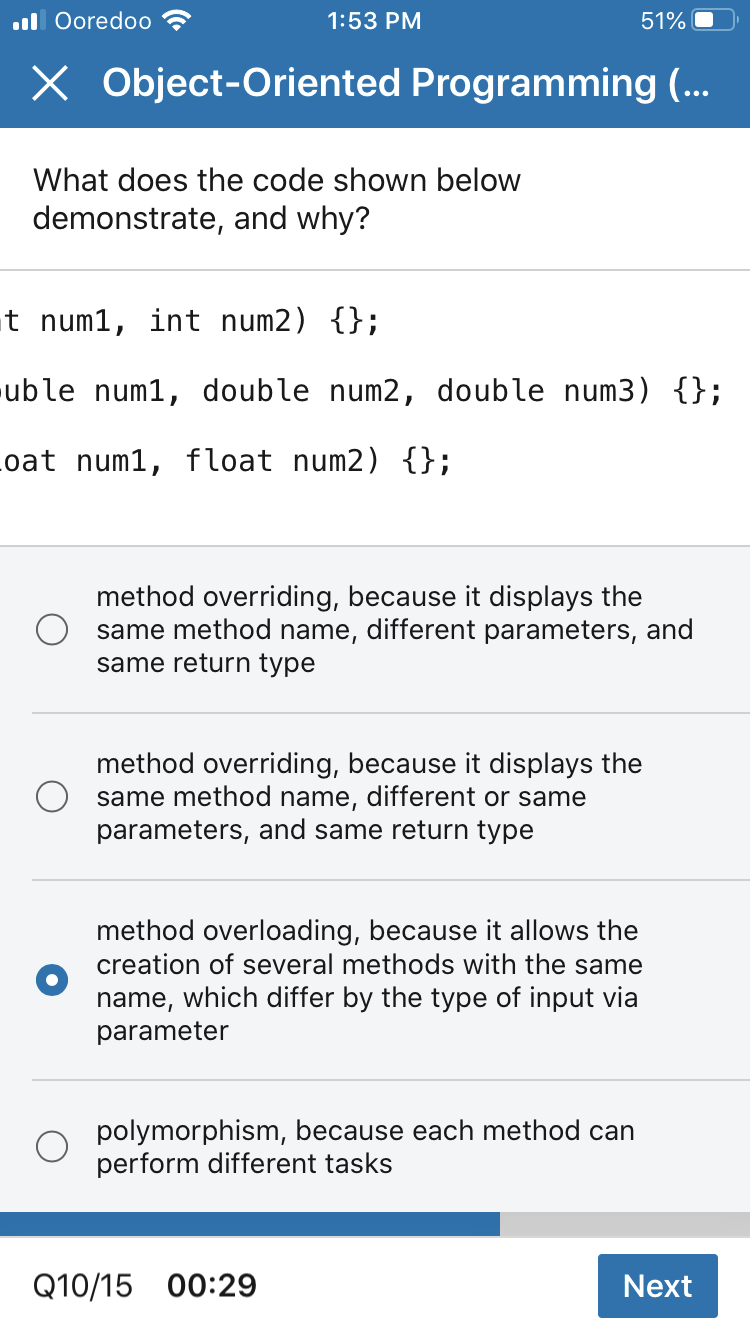 Ooredoo 1:53 PM 51%
Object-Oriented Programming (...
What does the code shown below
demonstrate, and why?
t num1, int num2) {};
uble num1, double num2, double num3) {};
oat num1, float num2) {};
method overriding, because it displays the
same method name, different parameters, and
same return type
method overriding, because it displays the
same method name, different or same
parameters, and same return type
method overloading, because it allows the
creation of several methods with the same
name, which differ by the type of input via
parameter
polymorphism, because each method can
perform different tasks
Q10/15 00:29 Next